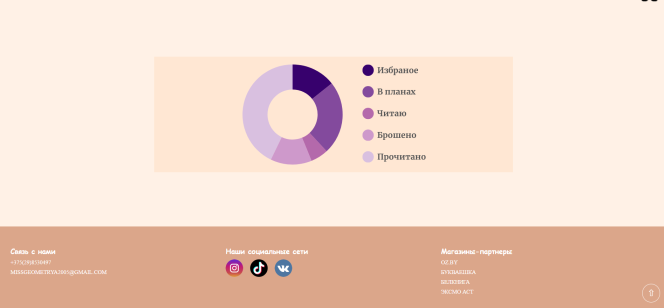 Избраное
В планах
Читаю
Брошено
Прочитано
Связь с нами
Наши социальные сети
Магазины-партнеры
OZ.BY
БУКВАЕШКА
БЕЛКНИГА
ЭКСМО АСТ